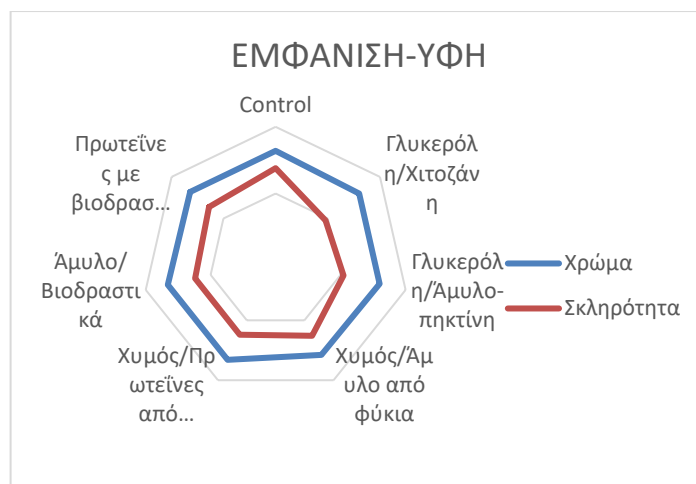 ΕΜΦΑΝΙΣΗ-ΥΦΗ
Control
Γλυκερόλ
η/Χιτοζάν
η
Γλυκερόλ
η/Άμυλο-
πηκτίνη
Χυμός/Άμ
υλο από
φύκια
Χυμός/Πρ
ωτεΐνες
από...
Άμυλο/
Βιοδραστι
κά
Πρωτεΐνε
ς με
βιοδρασ...
Χρώμα
Σκληρότητα